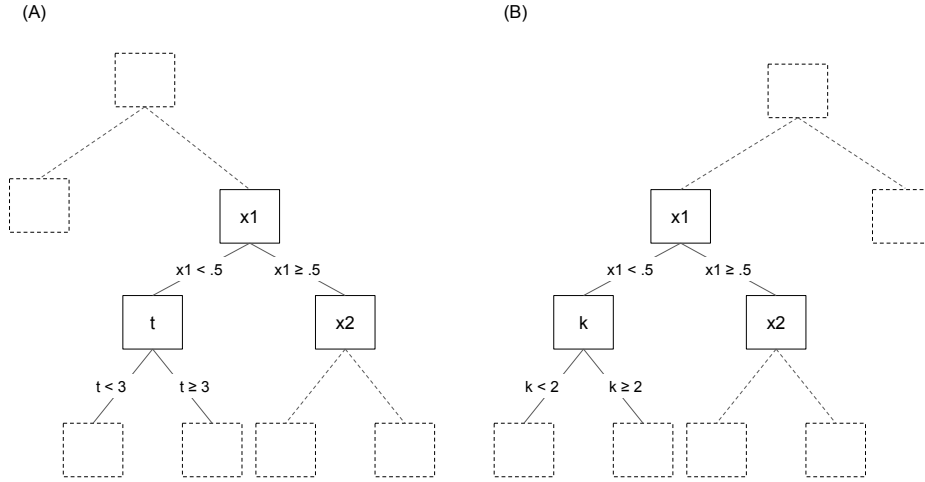 (A)
(B)
x1
x1
x1 < .5
x1 ≥ .5
x1 < .5
x1 ≥ .5
t
x2
k
x2
t < 3
t ≥ 3
k < 2
k ≥ 2